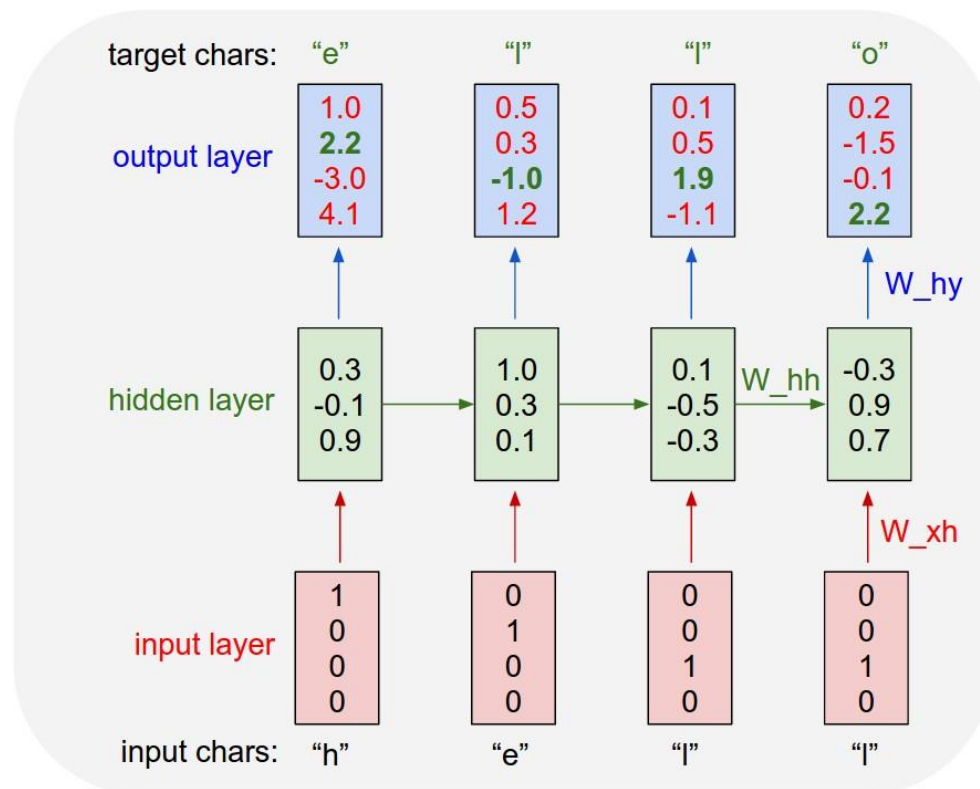 target chars: “e” “l” “l” “o”
1.0 0.5 0.1 0.2
2.2 0.3 0.5 -1.5
output layer
-3.0 -1.0 1.9 -0.1
4.1 1.2 -1.1 2.2
W_hy
0.3 1.0 0.1 -0.3
W_hh
hidden layer -0.1 0.3 -0.5 0.9
0.9 0.1 -0.3 0.7
W_xh
1 0 0 0
0 1 0 0
input layer
0 0 1 1
0 0 0 0
input chars: “h” “e” “l” “l”